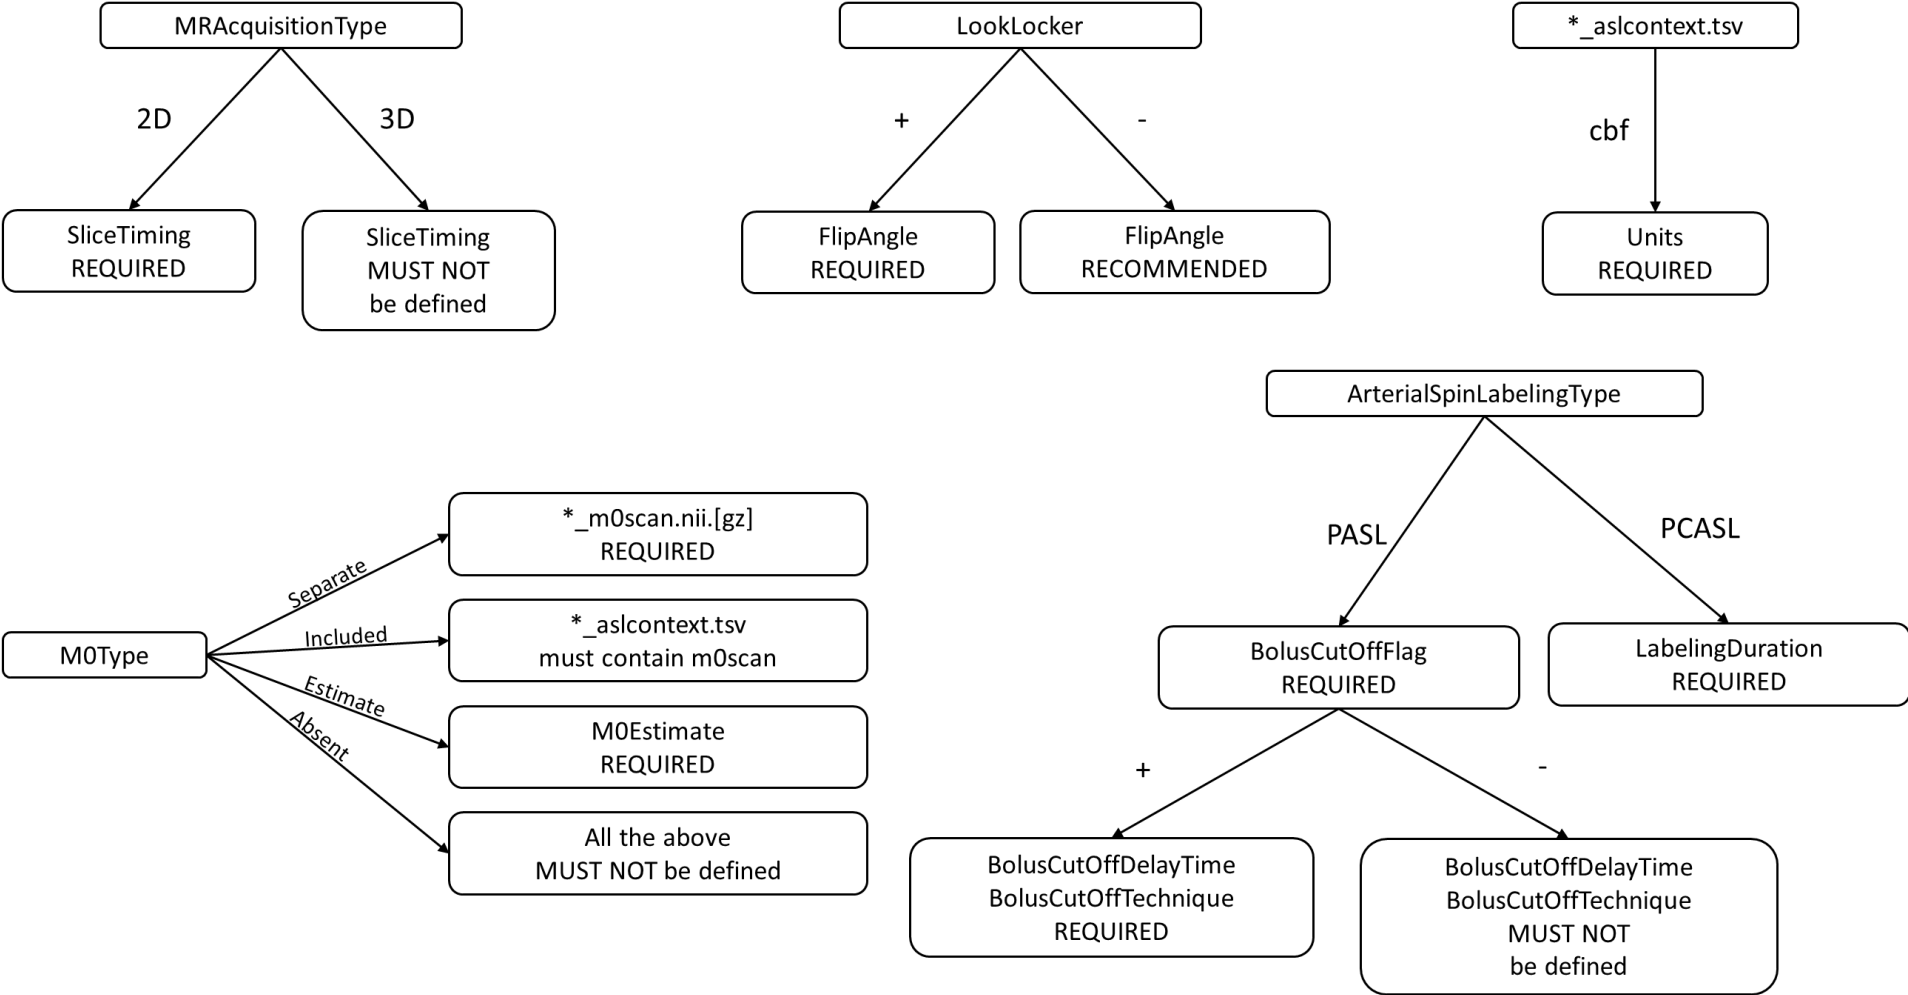 MRAcquisitionType
2D
3D
SliceTiming
REQUIRED
SliceTiming
MUST NOT
be defined
LookLocker
+
-
FlipAngle
REQUIRED
FlipAngle
RECOMMENDED
*_aslcontext.tsv
cbf
Units
REQUIRED
M0Type
Separate
Included
Estimate
Absent
*_m0scan.nii.[gz]
REQUIRED
*_aslcontext.tsv
must contain m0scan
M0Estimate
REQUIRED
All the above
MUST NOT be defined
ArterialSpinLabelingType
PASL
PCASL
BolusCutOffFlag
REQUIRED
LabelingDuration
REQUIRED
+
-
BolusCutOffDelayTime
BolusCutOffTechnique
REQUIRED
BolusCutOffDelayTime
BolusCutOffTechnique
MUST NOT
be defined